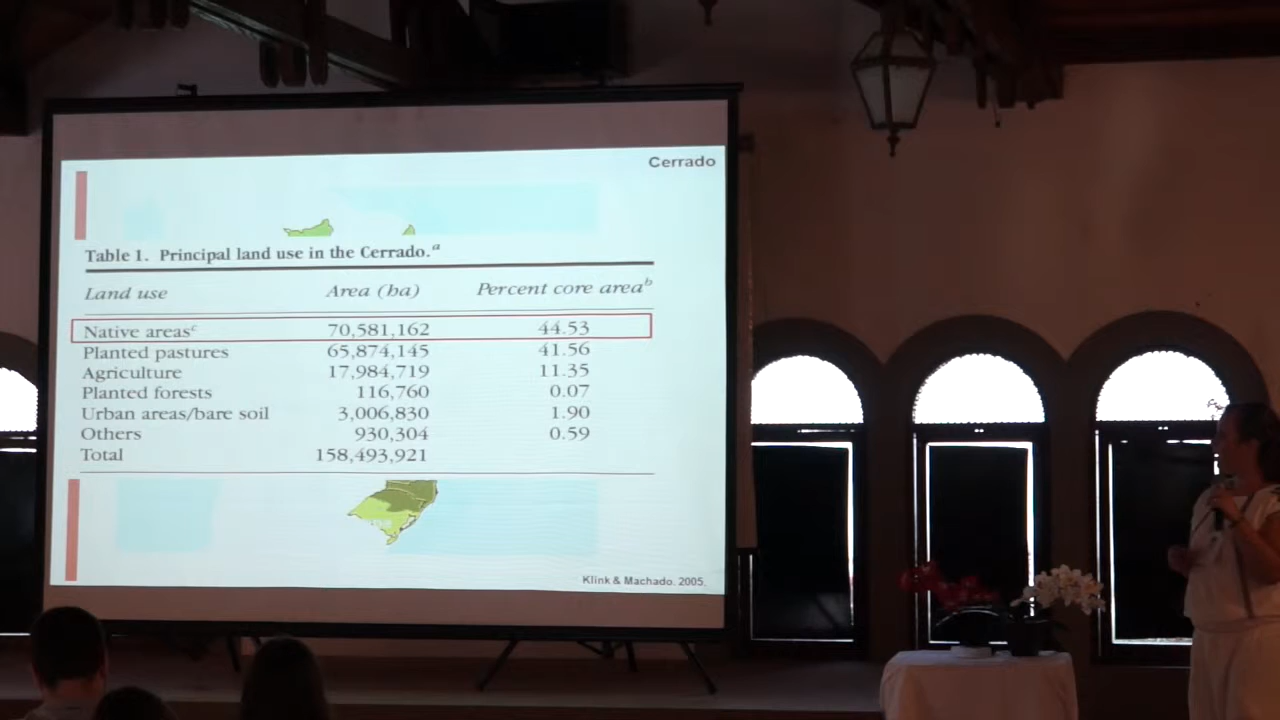 Cerrado
Table 1. Principal land use in the Cerrado.a
Land use Area (ha) Percent core areab
Native areasc 70,581,162 44.53
Planted pastures 65,874,145 41.56
Agriculture 17,984,719 11.35
Planted forests 116,760 0.07
Urban areas/bare soil 3,006,830 1.90
Others 930,304 0.59
Total 158,493,921
Klink & Machado. 2005.